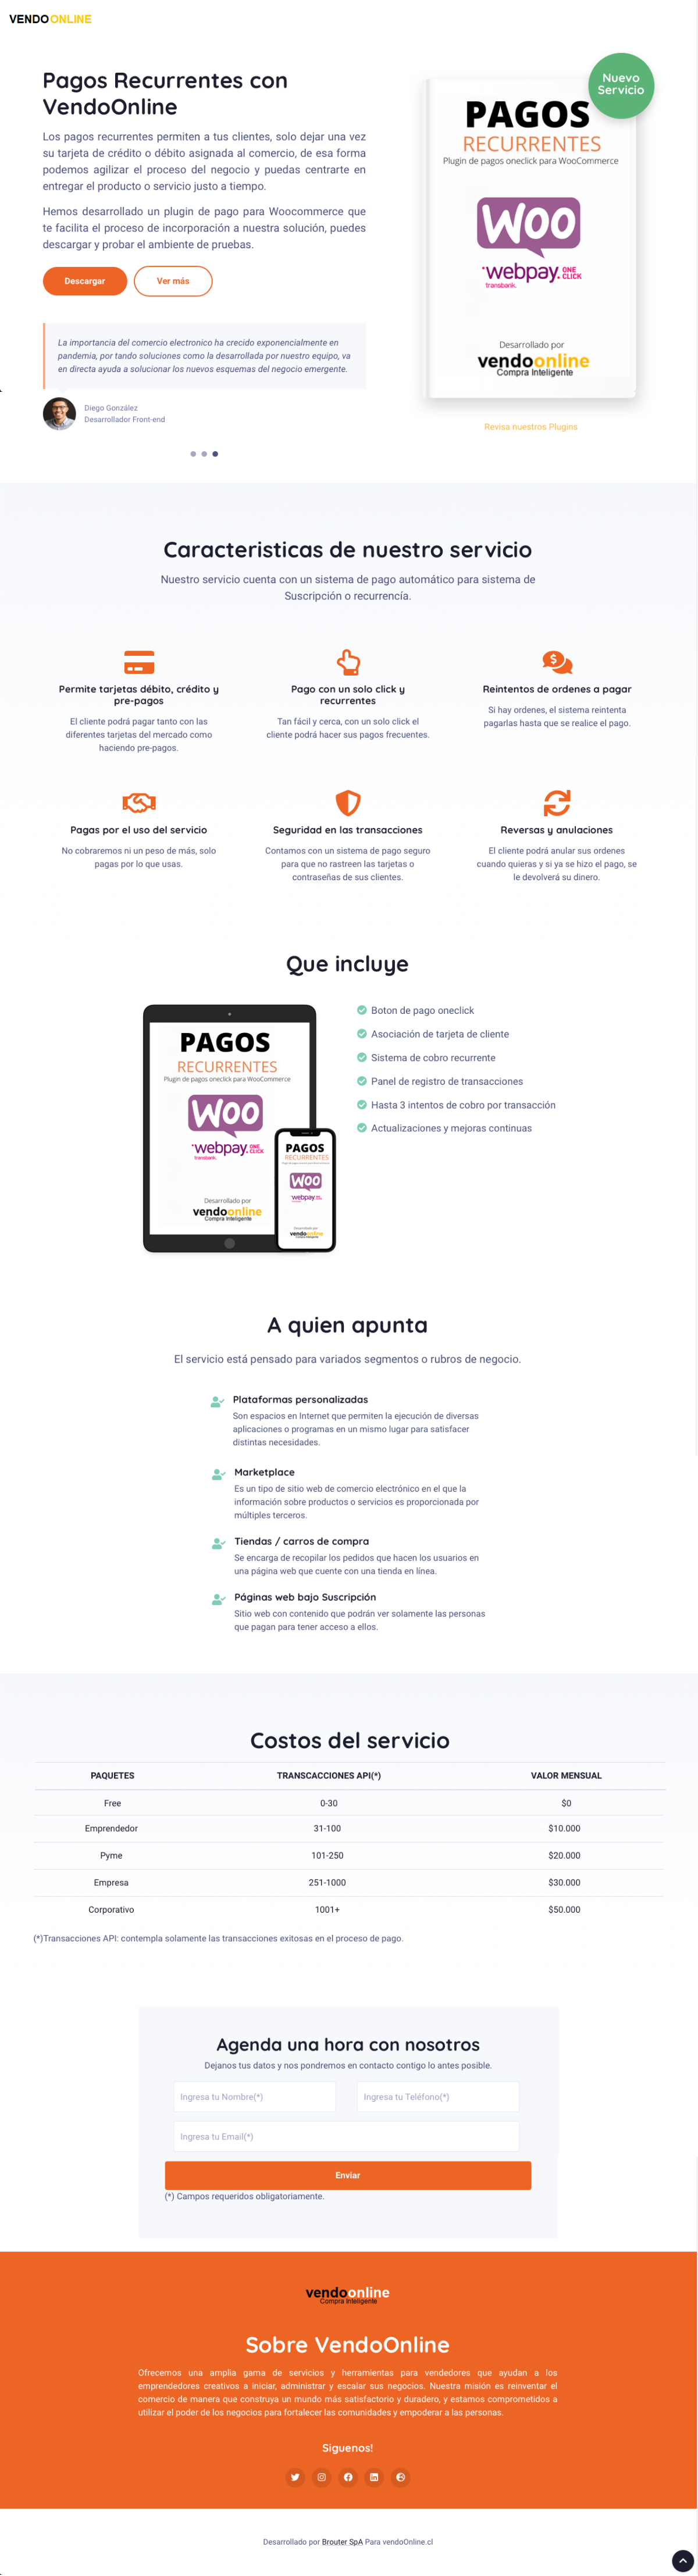 VENDOONLINE
Pagos Recurrentes con
VendoOnline
Los pagos recurrentes permiten a tus clientes, solo dejar una vez
su tarjeta de crédito o débito asignada al comercio, de esa forma
podemos agilizar el proceso del negocio y puedas centrarte en
entregar el producto o servicio justo a tiempo.
Hemos desarrollado un plugin de pago para Woocommerce que
te facilita el proceso de incorporación a nuestra solución, puedes
descargar y probar el ambiente de pruebas.
Descargar
Ver más
La importancia del comercio electronico ha crecido exponencialmente en
pandemia, por tando soluciones como la desarrollada por nuestro equipo, va
en directa ayuda a solucionar los nuevos esquemas del negocio emergente.
Diego González
Desarrollador Front-end
Nuevo
Servicio
PAGOS
RECURRENTES
Plugin de pagos oneclick para WooCommerce
WOO
webpay. ONE
CLICK
transbank.
Desarrollado por
vendoonline
Compra Inteligente
Revisa nuestros Plugins
Caracteristicas de nuestro servicio
Nuestro servicio cuenta con un sistema de pago automático para sistema de
Suscripción o recurrencía.
Permite tarjetas débito, crédito y
pre-pagos
El cliente podrá pagar tanto con las
diferentes tarjetas del mercado como
haciendo pre-pagos.
Pago con un solo click y
recurrentes
Tan fácil y cerca, con un solo click el
cliente podrá hacer sus pagos frecuentes.
Reintentos de ordenes a pagar
Si hay ordenes, el sistema reintenta
pagarlas hasta que se realice el pago.
Pagas por el uso del servicio
No cobraremos ni un peso de más, solo
pagas por lo que usas.
Seguridad en las transacciones
Contamos con un sistema de pago seguro
para que no rastreen las tarjetas o
contraseñas de sus clientes.
Reversas y anulaciones
El cliente podrá anular sus ordenes
cuando quieras y si ya se hizo el pago, se
le devolverá su dinero.
Que incluye
PAGOS
RECURRENTES
Plugin de pagos oneclick para WooCommerce
WOO
webpay. ONE
CLICK
transbank.
Desarrollado por
vendoonline
Compra Inteligente
PAGOS
RECURRENTES
WOO
webpay
vendoonline
Boton de pago oneclick
Asociación de tarjeta de cliente
Sistema de cobro recurrente
Panel de registro de transacciones
Hasta 3 intentos de cobro por transacción
Actualizaciones y mejoras continuas
A quien apunta
El servicio está pensado para variados segmentos o rubros de negocio.
Plataformas personalizadas
Son espacios en Internet que permiten la ejecución de diversas
aplicaciones o programas en un mismo lugar para satisfacer
distintas necesidades.
Marketplace
Es un tipo de sitio web de comercio electrónico en el que la
información sobre productos o servicios es proporcionada por
múltiples terceros.
Tiendas / carros de compra
Se encarga de recopilar los pedidos que hacen los usuarios en
una página web que cuente con una tienda en línea.
Páginas web bajo Suscripción
Sitio web con contenido que podrán ver solamente las personas
que pagan para tener acceso a ellos.
Costos del servicio
PAQUETES TRANSCACCIONES API(*) VALOR MENSUAL
Free 0-30 $0
Emprendedor 31-100 $10.000
Pyme 101-250 $20.000
Empresa 251-1000 $30.000
Corporativo 1001+ $50.000
(*)Transacciones API: contempla solamente las transacciones exitosas en el proceso de pago.
Agenda una hora con nosotros
Dejanos tus datos y nos pondremos en contacto contigo lo antes posible.
Ingresa tu Nombre(*)
Ingresa tu Teléfono(*)
Ingresa tu Email(*)
Enviar
(*) Campos requeridos obligatoriamente.
vendoonline
Compra Inteligente
Sobre VendoOnline
Ofrecemos una amplia gama de servicios y herramientas para vendedores que ayudan a los
emprendedores creativos a iniciar, administrar y escalar sus negocios. Nuestra misión es reinventar el
comercio de manera que construya un mundo más satisfactorio y duradero, y estamos comprometidos a
utilizar el poder de los negocios para fortalecer las comunidades y empoderar a las personas.
Siguenos!
Desarrollado por Brouter SpA Para vendoOnline.cl